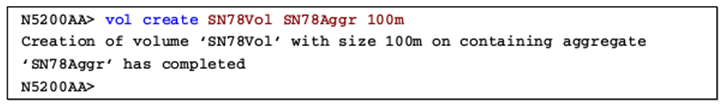 N5200AA> vol create SN78Vol SN78Aggr 100m
Creation of volume ‘SN78Vol’ with size 100m on containing aggregate
‘SN78Aggr’ has completed
N5200AA>